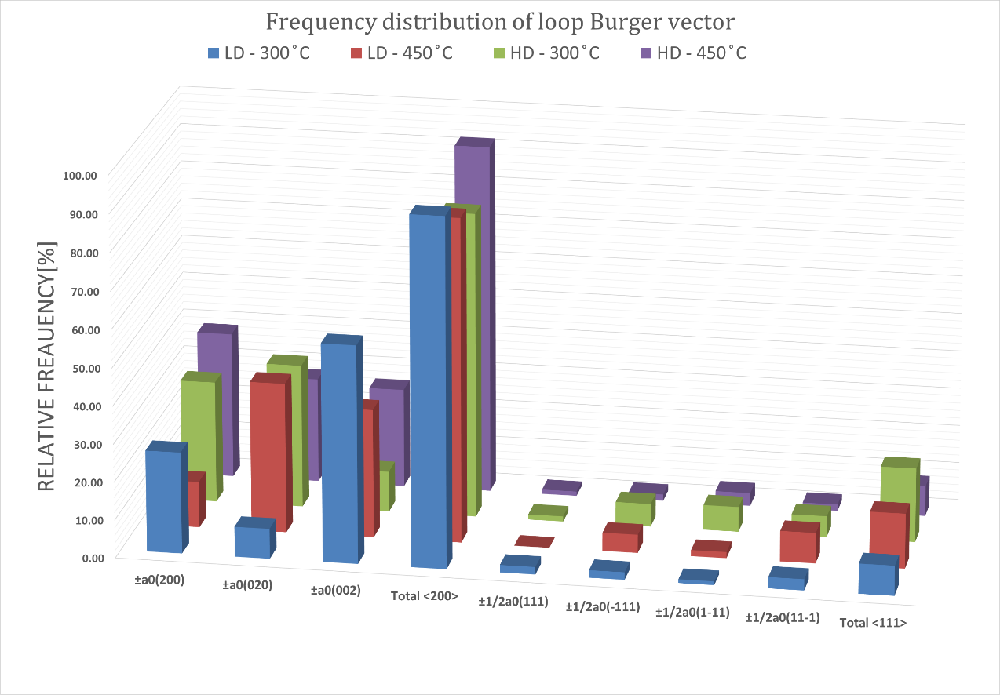 Frequency distribution of loop Burger vector
LD - 300˚C LD - 450˚C HD - 300˚C HD - 450˚C
RELATIVE FREAUENCY[%]
100.00
90.00
80.00
70.00
60.00
50.00
40.00
30.00
20.00
10.00
0.00
±a0(200) ±a0(020) ±a0(002) Total <200> ±1/2a0(111) ±1/2a0(-111) ±1/2a0(1-11) ±1/2a0(11-1) Total <111>